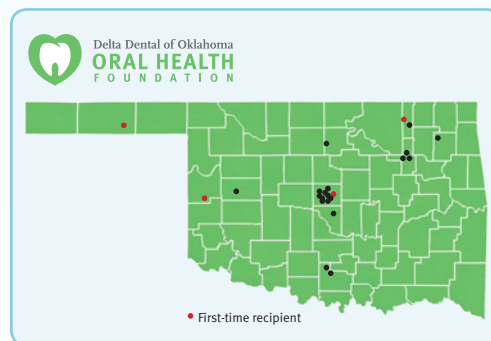 Delta Dental of Oklahoma
ORAL HEALTH
FOUNDATION
First-time recipient